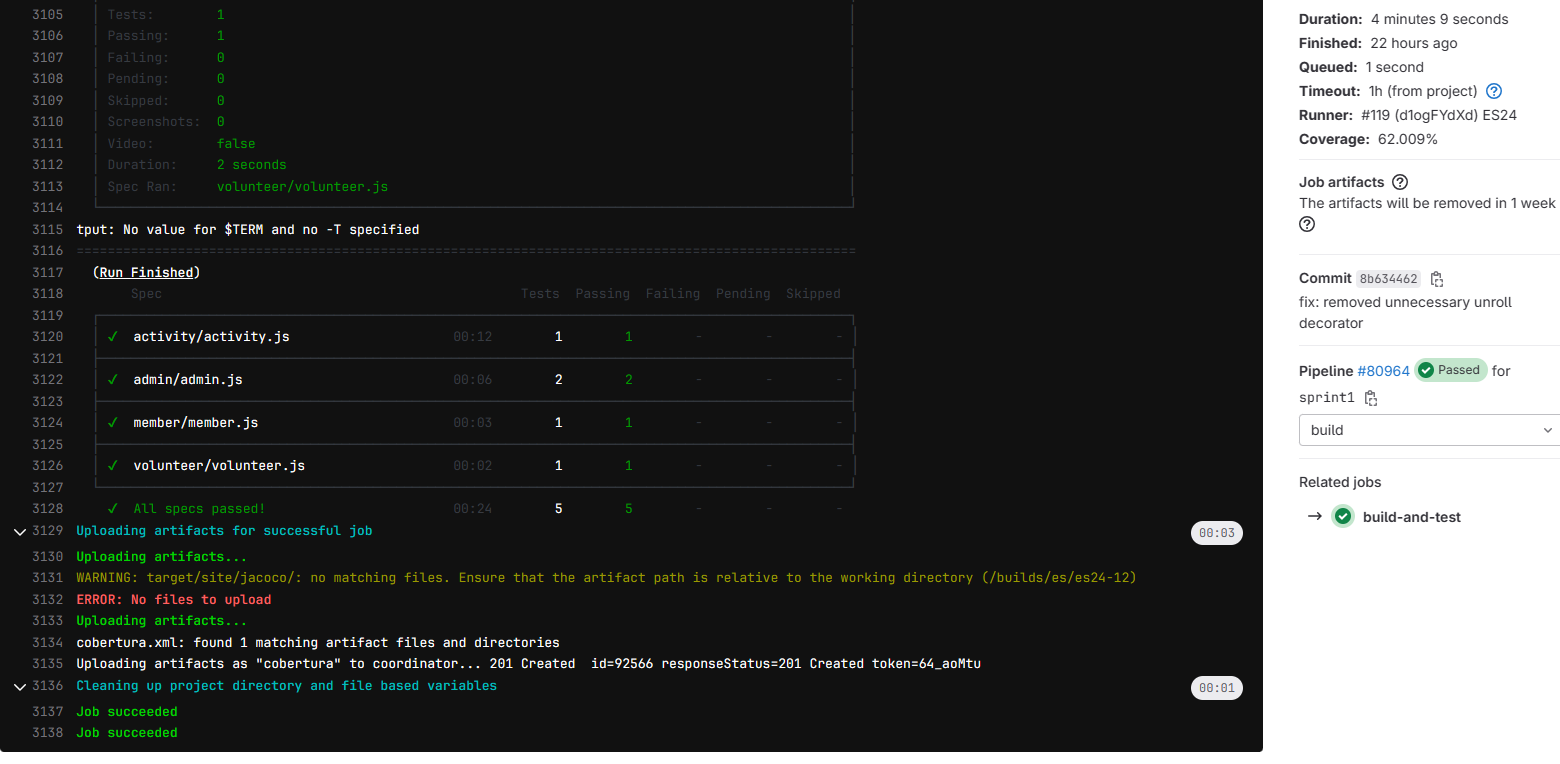 3105 Tests: 1
3106 Passing: 1
3107 Failing: 0
3108 Pending: 0
3109 Skipped: 0
3110 Screenshots: 0
3111 Video: false
3112 Duration: 2 seconds
3113 Spec Ran: volunteer/volunteer.js
3114
3115 tput: No value for $TERM and no -T specified
3116 ====================================================================================================
3117 (Run Finished)
3118 Spec Tests Passing Failing Pending Skipped
3119
3120 ✓ activity/activity.js 00:12 1 1 - - -
3121
3122 ✓ admin/admin.js 00:06 2 2 - - -
3123
3124 ✓ member/member.js 00:03 1 1 - - -
3125
3126 ✓ volunteer/volunteer.js 00:02 1 1 - - -
3127
3128 ✓ All specs passed! 00:24 5 5 - - -
3129 Uploading artifacts for successful job 00:03
3130 Uploading artifacts...
3131 WARNING: target/site/jacoco/: no matching files. Ensure that the artifact path is relative to the working directory (/builds/es/es24-12)
3132 ERROR: No files to upload
3133 Uploading artifacts...
3134 cobertura.xml: found 1 matching artifact files and directories
3135 Uploading artifacts as "cobertura" to coordinator... 201 Created  id=92566 responseStatus=201 Created token=64_aoMtu
3136 Cleaning up project directory and file based variables 00:01
3137 Job succeeded
3138 Job succeeded
Duration: 4 minutes 9 seconds
Finished: 22 hours ago
Queued: 1 second
Timeout: 1h (from project)
Runner: #119 (d1ogFYdXd) ES24
Coverage: 62.009%
Job artifacts
The artifacts will be removed in 1 week
Commit 8b634462
fix: removed unnecessary unroll
decorator
Pipeline #80964 Passed for
sprint1
build
Related jobs
→ build-and-test